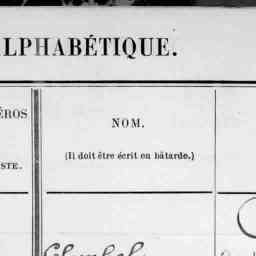 ALPHABÉTIQUE.
ÉROS
NOM.
(Il doit être écrit en bâtarde.)
STE.